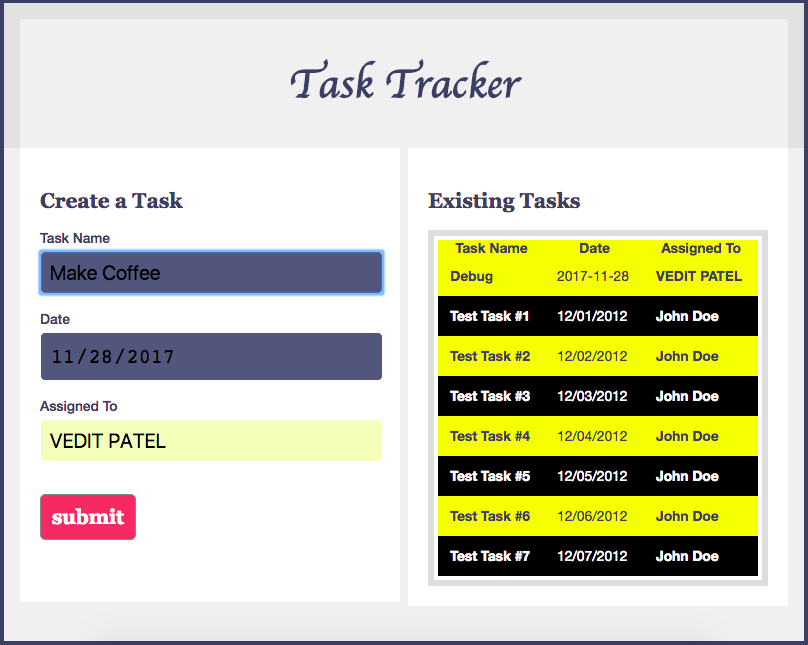 Task Tracker
Create a Task
Task Name
Make Coffee
Date
11/28/2017
Assigned To
VEDIT PATEL
submit
Existing Tasks
Task Name Date Assigned To
Debug 2017-11-28 VEDIT PATEL
Test Task #1 12/01/2012 John Doe
Test Task #2 12/02/2012 John Doe
Test Task #3 12/03/2012 John Doe
Test Task #4 12/04/2012 John Doe
Test Task #5 12/05/2012 John Doe
Test Task #6 12/06/2012 John Doe
Test Task #7 12/07/2012 John Doe